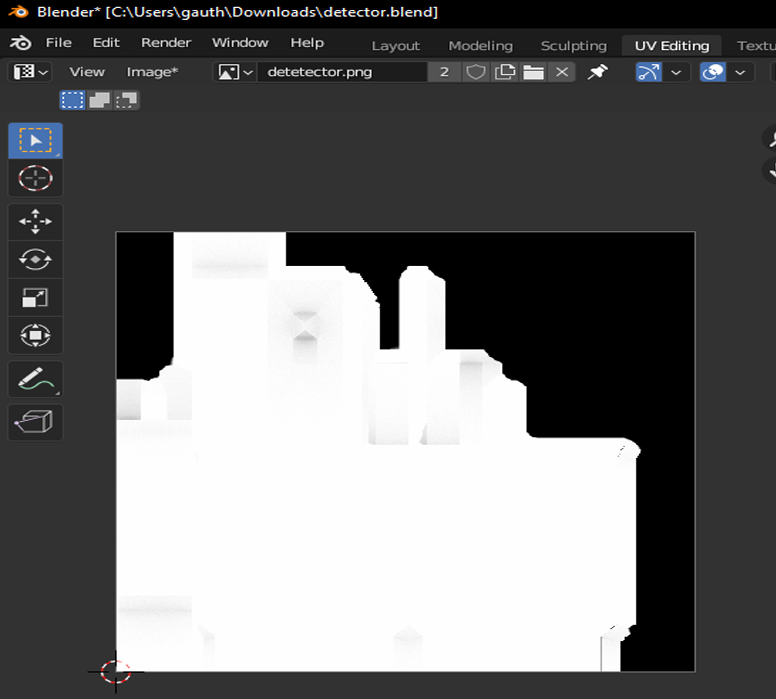 Blender* [C:\Users\gauth\Downloads\detector.blend]
File Edit Render Window Help Layout Modeling Sculpting UV Editing Textu
View Image* detetector.png 2